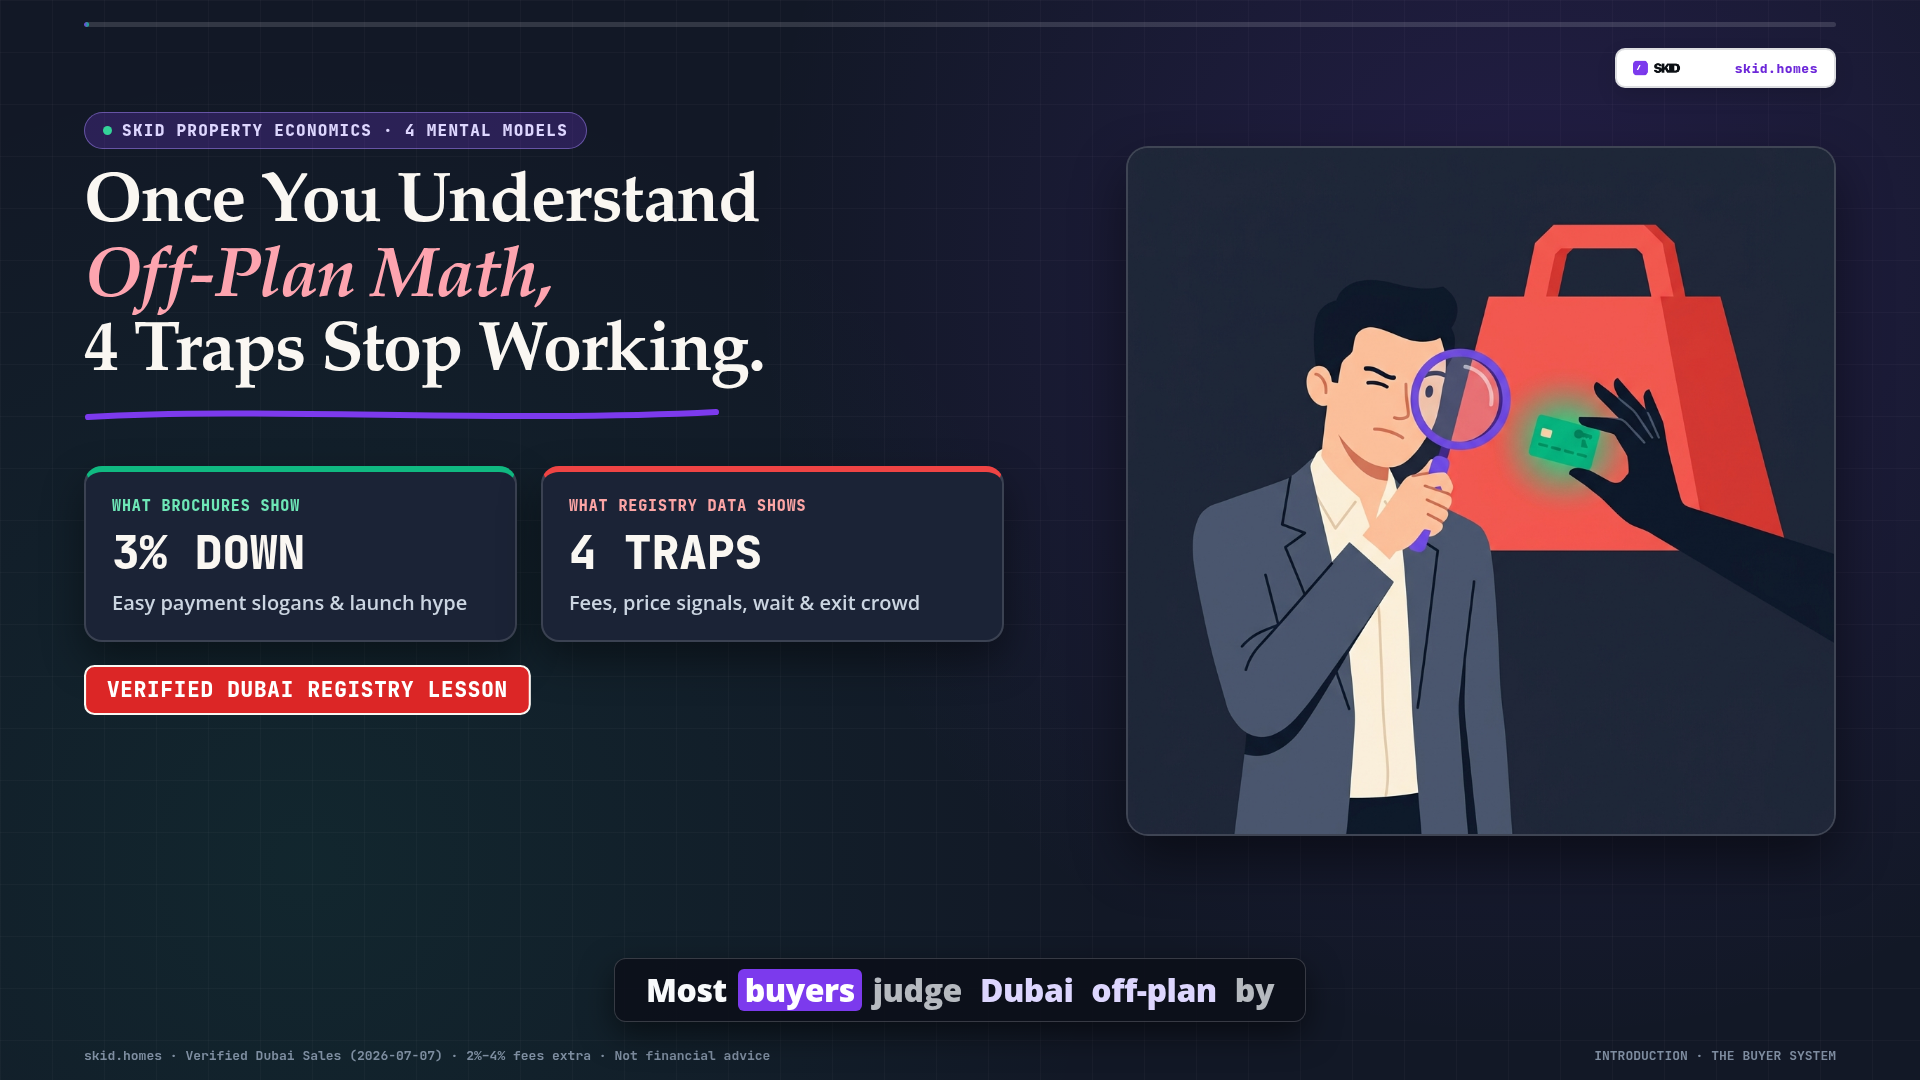 SKID skid.homes
SKID PROPERTY ECONOMICS · 4 MENTAL MODELS
Once You Understand
Off-Plan Math,
4 Traps Stop Working.
WHAT BROCHURES SHOW
3% DOWN
Easy payment slogans & launch hype
WHAT REGISTRY DATA SHOWS
4 TRAPS
Fees, price signals, wait & exit crowd
VERIFIED DUBAI REGISTRY LESSON
Most buyers judge Dubai off-plan by
skid.homes · Verified Dubai Sales (2026-07-07) · 2%–4% fees extra · Not financial advice
INTRODUCTION · THE BUYER SYSTEM